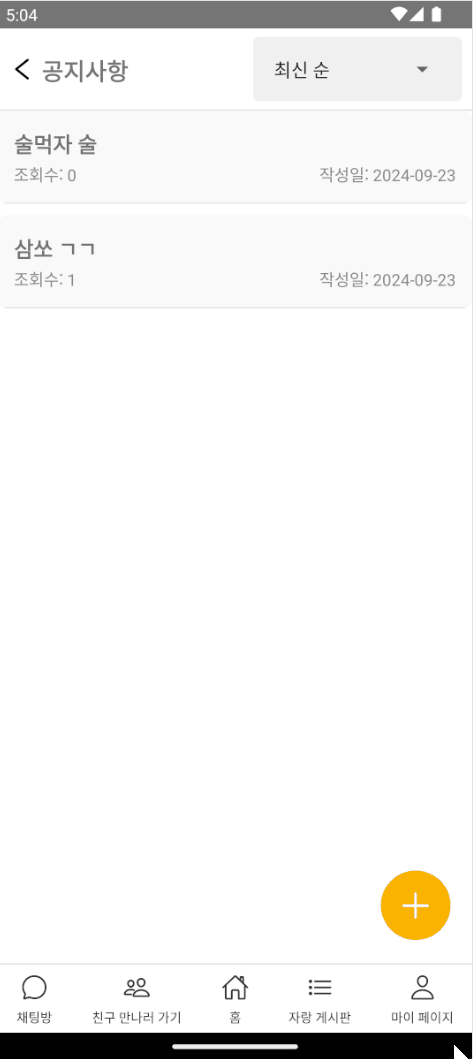 5:04
공지사항
최신 순
술먹자 술
조회수: 0 작성일: 2024-09-23
삼쏘 ㄱㄱ
조회수: 1 작성일: 2024-09-23
채팅방 친구 만나러 가기 홈 자랑 게시판 마이 페이지